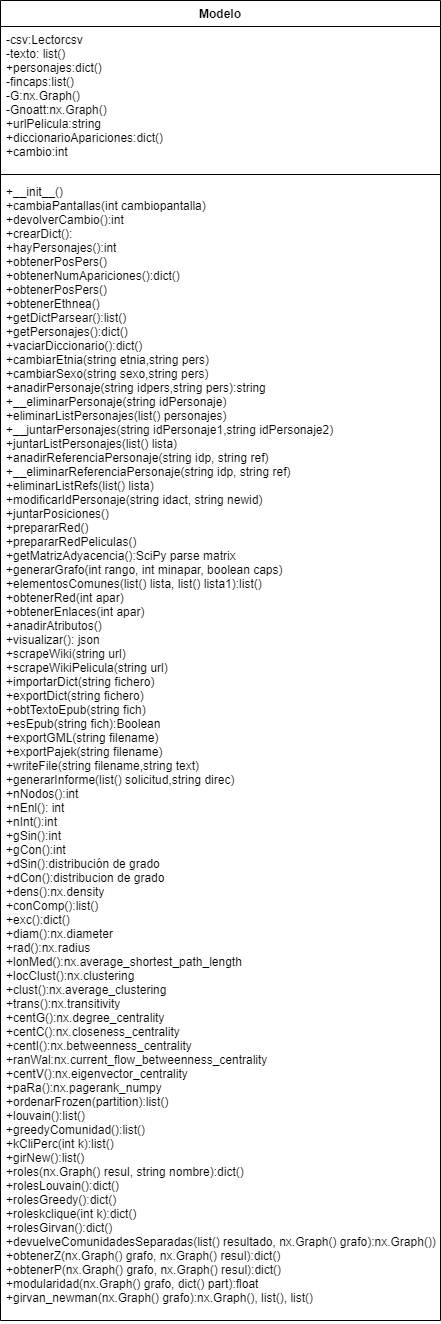 Modelo
-csv:Lectorcsv
-texto: list()
+personajes:dict()
-fincaps:list()
-G:nx.Graph()
-Gnoatt:nx.Graph()
+urlPelicula:string
+diccionarioApariciones:dict()
+cambio:int
+__init__()
+cambiaPantallas(int cambiopantalla)
+devolverCambio():int
+crearDict():
+hayPersonajes():int
+obtenerPosPers()
+obtenerNumApariciones():dict()
+obtenerPosPers()
+obtenerEthnea()
+getDictParsear():list()
+getPersonajes():dict()
+vaciarDiccionario():dict()
+cambiarEtnia(string etnia,string pers)
+cambiarSexo(string sexo,string pers)
+anadirPersonaje(string idpers,string pers):string
+__eliminarPersonaje(string idPersonaje)
+eliminarListPersonajes(list() personajes)
+__juntarPersonajes(string idPersonaje1,string idPersonaje2)
+juntarListPersonajes(list() lista)
+anadirReferenciaPersonaje(string idp, string ref)
+__eliminarReferenciaPersonaje(string idp, string ref)
+eliminarListRefs(list() lista)
+modificarIdPersonaje(string idact, string newid)
+juntarPosiciones()
+prepararRed()
+prepararRedPeliculas()
+getMatrizAdyacencia():SciPy parse matrix
+generarGrafo(int rango, int minapar, boolean caps)
+elementosComunes(list() lista, list() lista1):list()
+obtenerRed(int apar)
+obtenerEnlaces(int apar)
+anadirAtributos()
+visualizar(): json
+scrapeWiki(string url)
+scrapeWikiPelicula(string url)
+importarDict(string fichero)
+exportDict(string fichero)
+obtTextoEpub(string fich)
+esEpub(string fich):Boolean
+exportGML(string filename)
+exportPajek(string filename)
+writeFile(string filename,string text)
+generarInforme(list() solicitud,string direc)
+nNodos():int
+nEnl(): int
+nInt():int
+gSin():int
+gCon():int
+dSin():distribución de grado
+dCon():distribucion de grado
+dens():nx.density
+conComp():list()
+exc():dict()
+diam():nx.diameter
+rad():nx.radius
+lonMed():nx.average_shortest_path_length
+locClust():nx.clustering
+clust():nx.average_clustering
+trans():nx.transitivity
+centG():nx.degree_centrality
+centC():nx.closeness_centrality
+centI():nx.betweenness_centrality
+ranWal:nx.current_flow_betweenness_centrality
+centV():nx.eigenvector_centrality
+paRa():nx.pagerank_numpy
+ordenarFrozen(partition):list()
+louvain():list()
+greedyComunidad():list()
+kCliPerc(int k):list()
+girNew():list()
+roles(nx.Graph() resul, string nombre):dict()
+rolesLouvain():dict()
+rolesGreedy():dict()
+roleskclique(int k):dict()
+rolesGirvan():dict()
+devuelveComunidadesSeparadas(list() resultado, nx.Graph() grafo):nx.Graph())
+obtenerZ(nx.Graph() grafo, nx.Graph() resul):dict()
+obtenerP(nx.Graph() grafo, nx.Graph() resul):dict()
+modularidad(nx.Graph() grafo, dict() part):float
+girvan_newman(nx.Graph() grafo):nx.Graph(), list(), list()